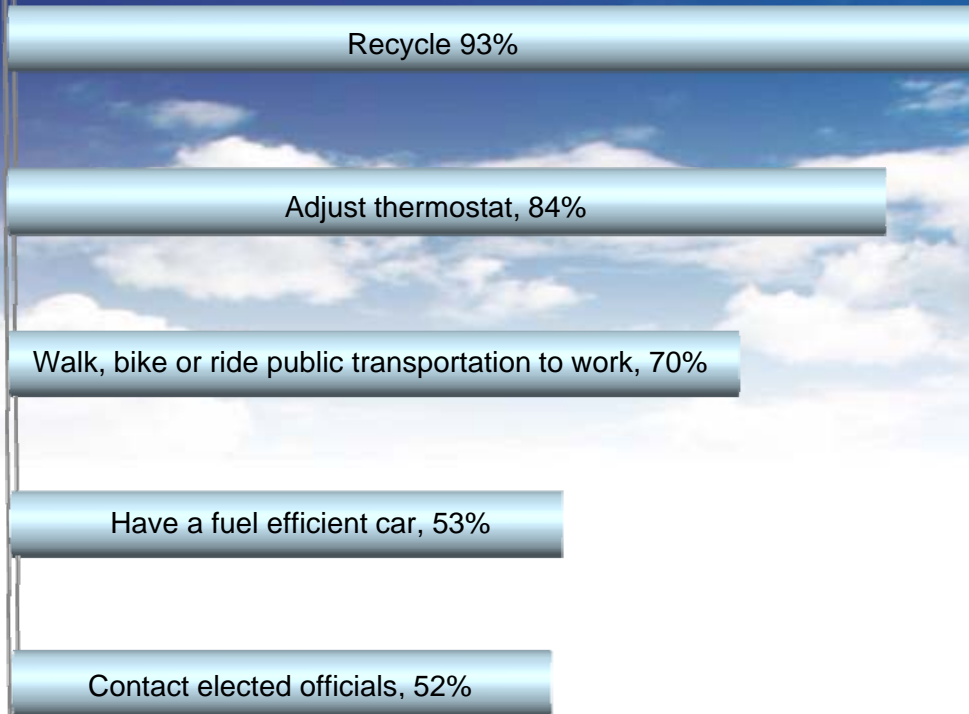 Recycle 93%
Adjust thermostat, 84%
Walk, bike or ride public transportation to work, 70%
Have a fuel efficient car, 53%
Contact elected officials, 52%